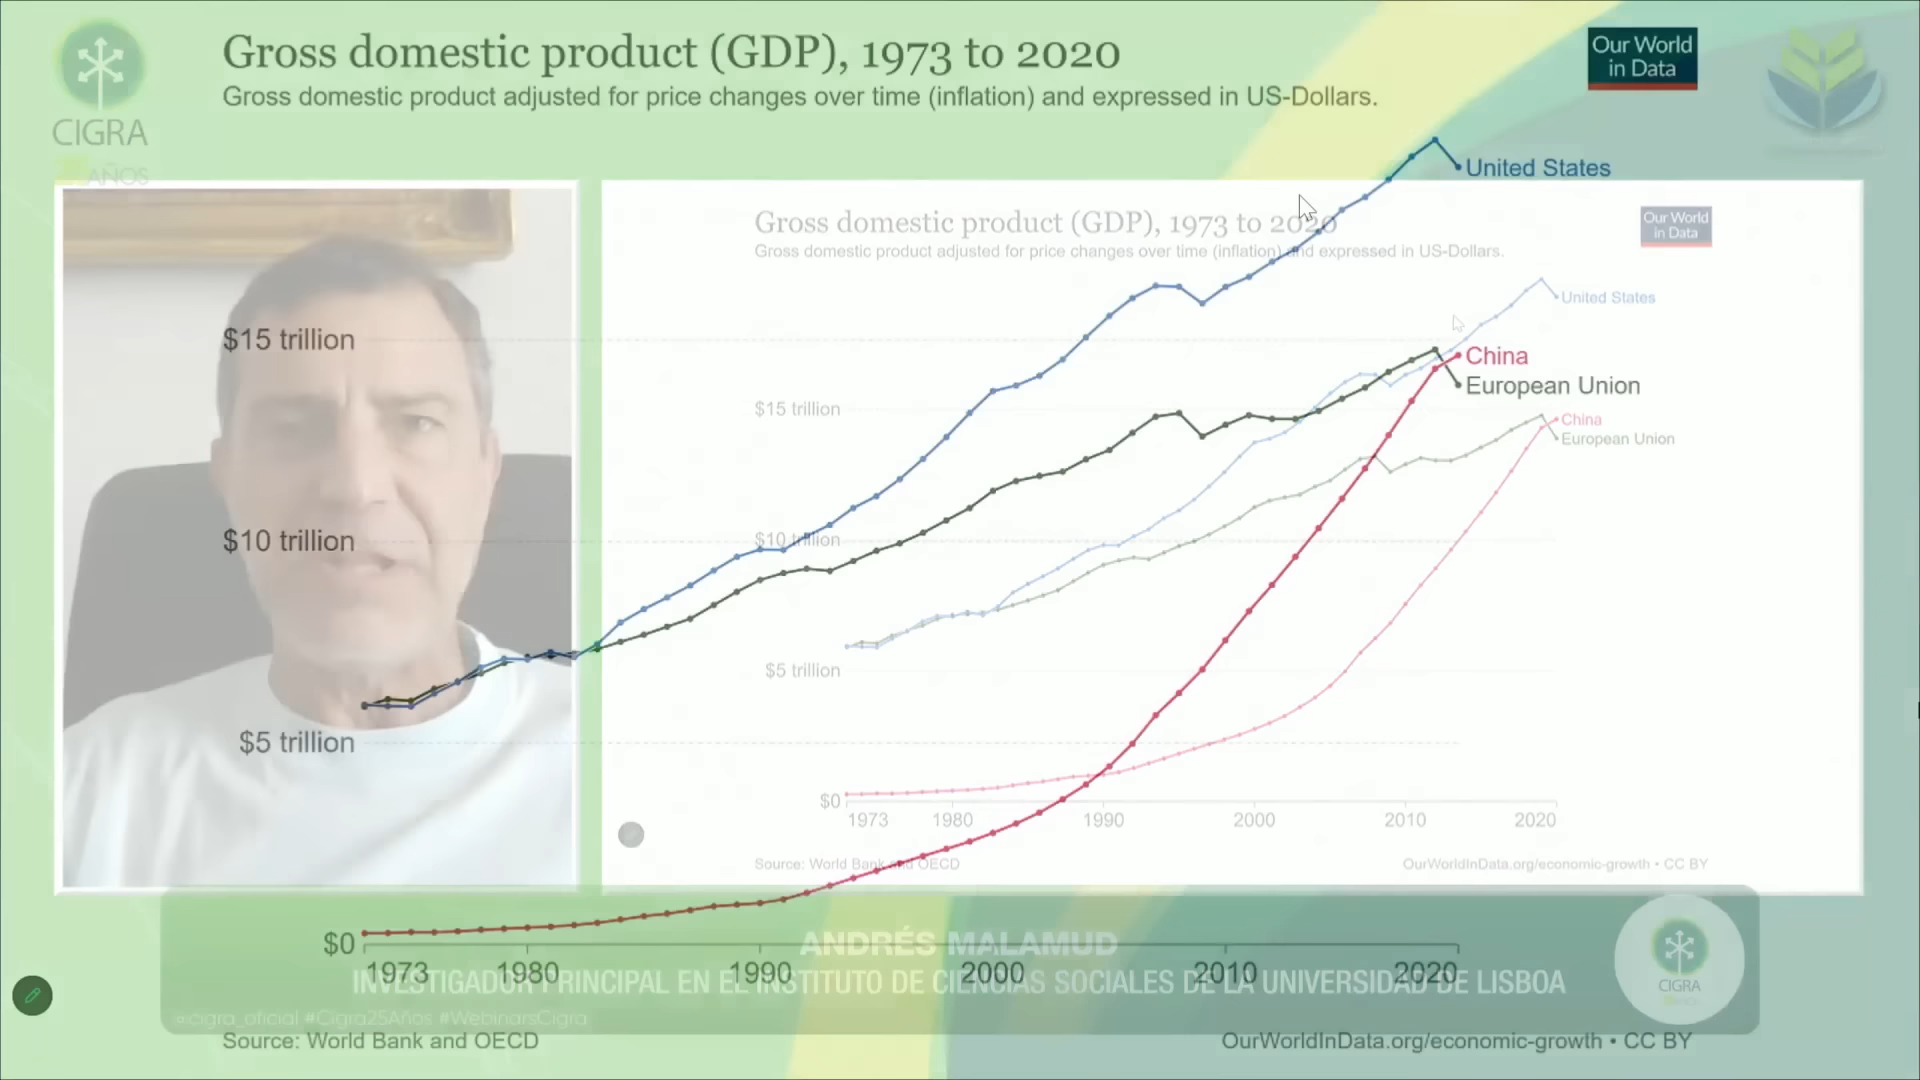 Gross domestic product (GDP), 1973 to 2020
Gross domestic product adjusted for price changes over time (inflation) and expressed in US-Dollars.
Our World
in Data
CIGRA
AÑOS
United States
China
European Union
$15 trillion
$10 trillion
$5 trillion
$0
1973
1980
1990
2000
2010
2020
Source: World Bank and OECD
OurWorldInData.org/economic-growth • CC BY
Gross domestic product (GDP), 1973 to 2020
Gross domestic product adjusted for price changes over time (inflation) and expressed in US-Dollars.
Our World
in Data
United States
China
European Union
$15 trillion
$10 trillion
$5 trillion
$0
1973
1980
1990
2000
2010
2020
Source: World Bank and OECD
OurWorldInData.org/economic-growth • CC BY
ANDRÉS MALAMUD
INVESTIGADOR PRINCIPAL EN EL INSTITUTO DE CIENCIAS SOCIALES DE LA UNIVERSIDAD DE LISBOA
cigra_oficial #Cigra25Años #WebinarsCigra
CIGRA